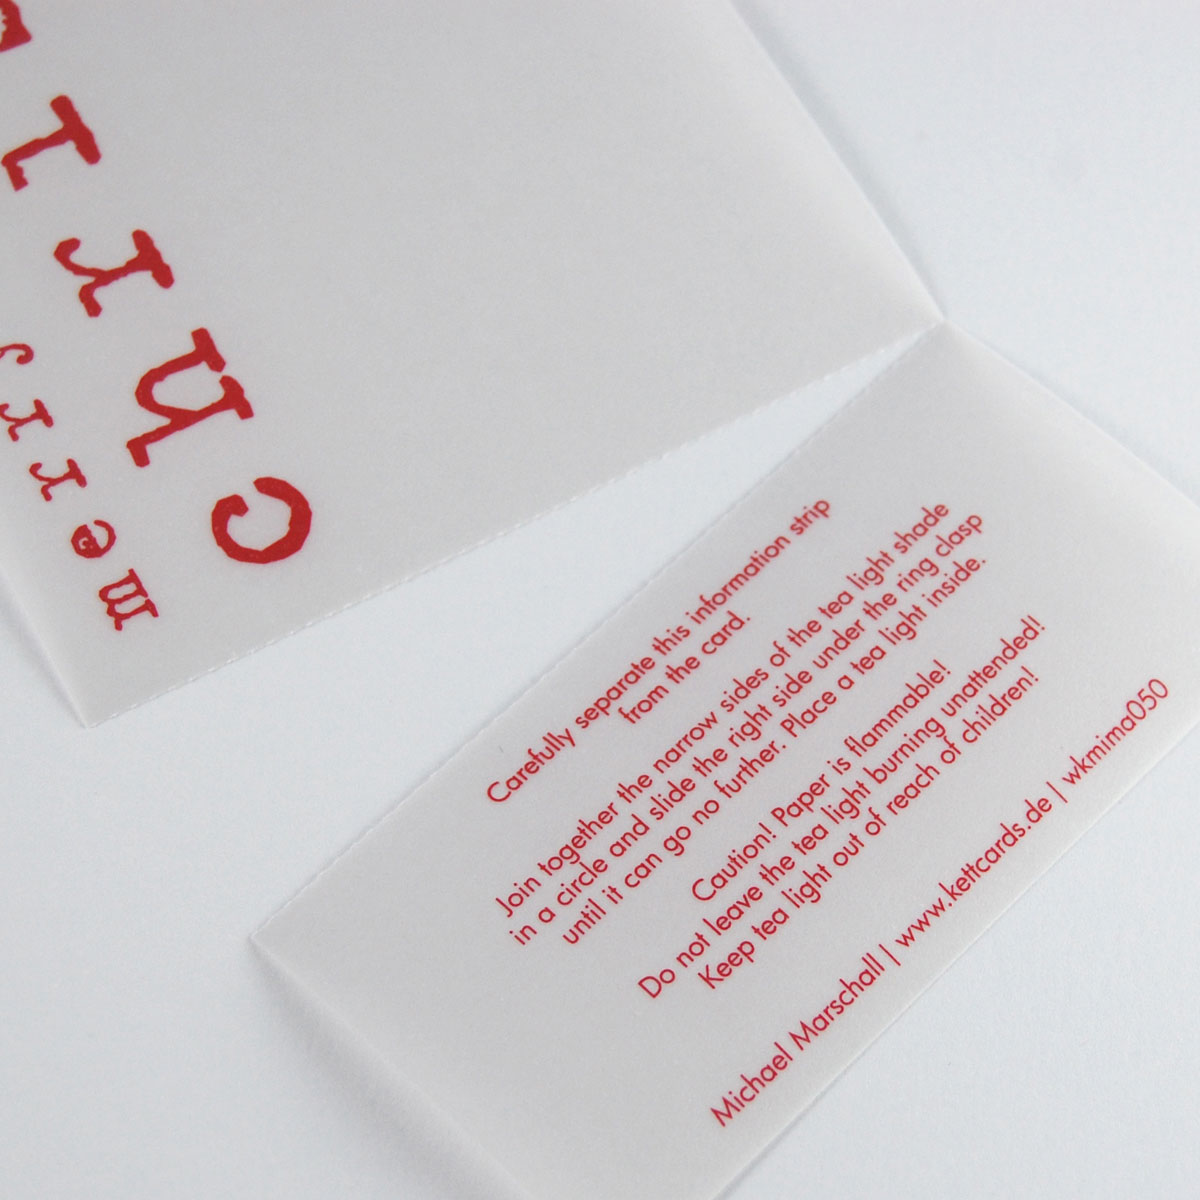 merry
chri
Carefully separate this information strip
from the card.
Join together the narrow sides of the tea light shade
in a circle and slide the right side under the ring clasp
until it can go no further. Place a tea light inside.
Caution! Paper is flammable!
Do not leave the tea light burning unattended!
Keep tea light out of reach of children!
Michael Marschall | www.kettcards.de | wkmima050